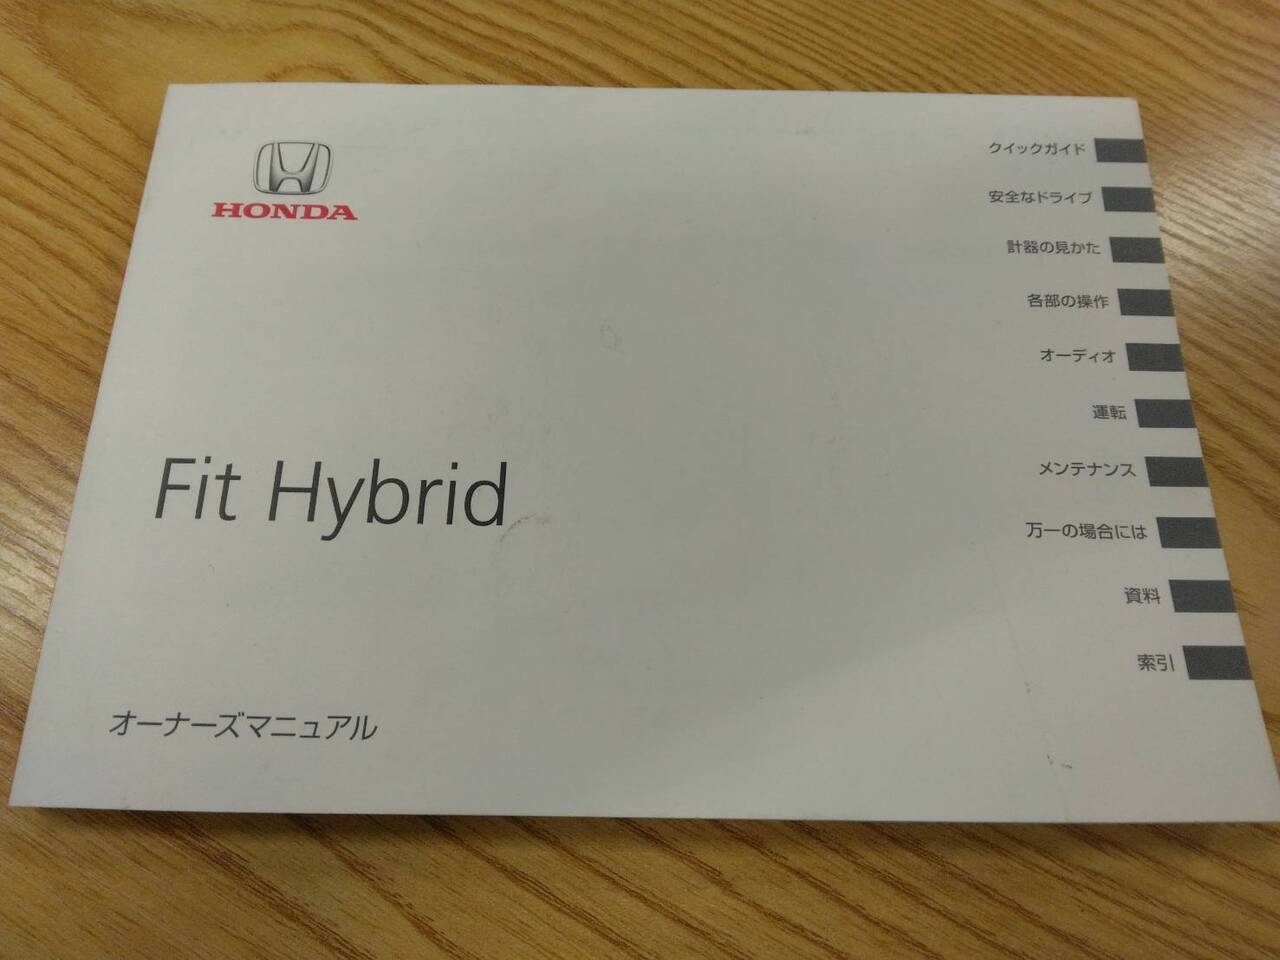 HONDA
Fit Hybrid
オーナーズマニュアル
クイックガイド
安全なドライブ
計器の見かた
各部の操作
オーディオ
運転
メンテナンス
万一の場合には
資料
索引